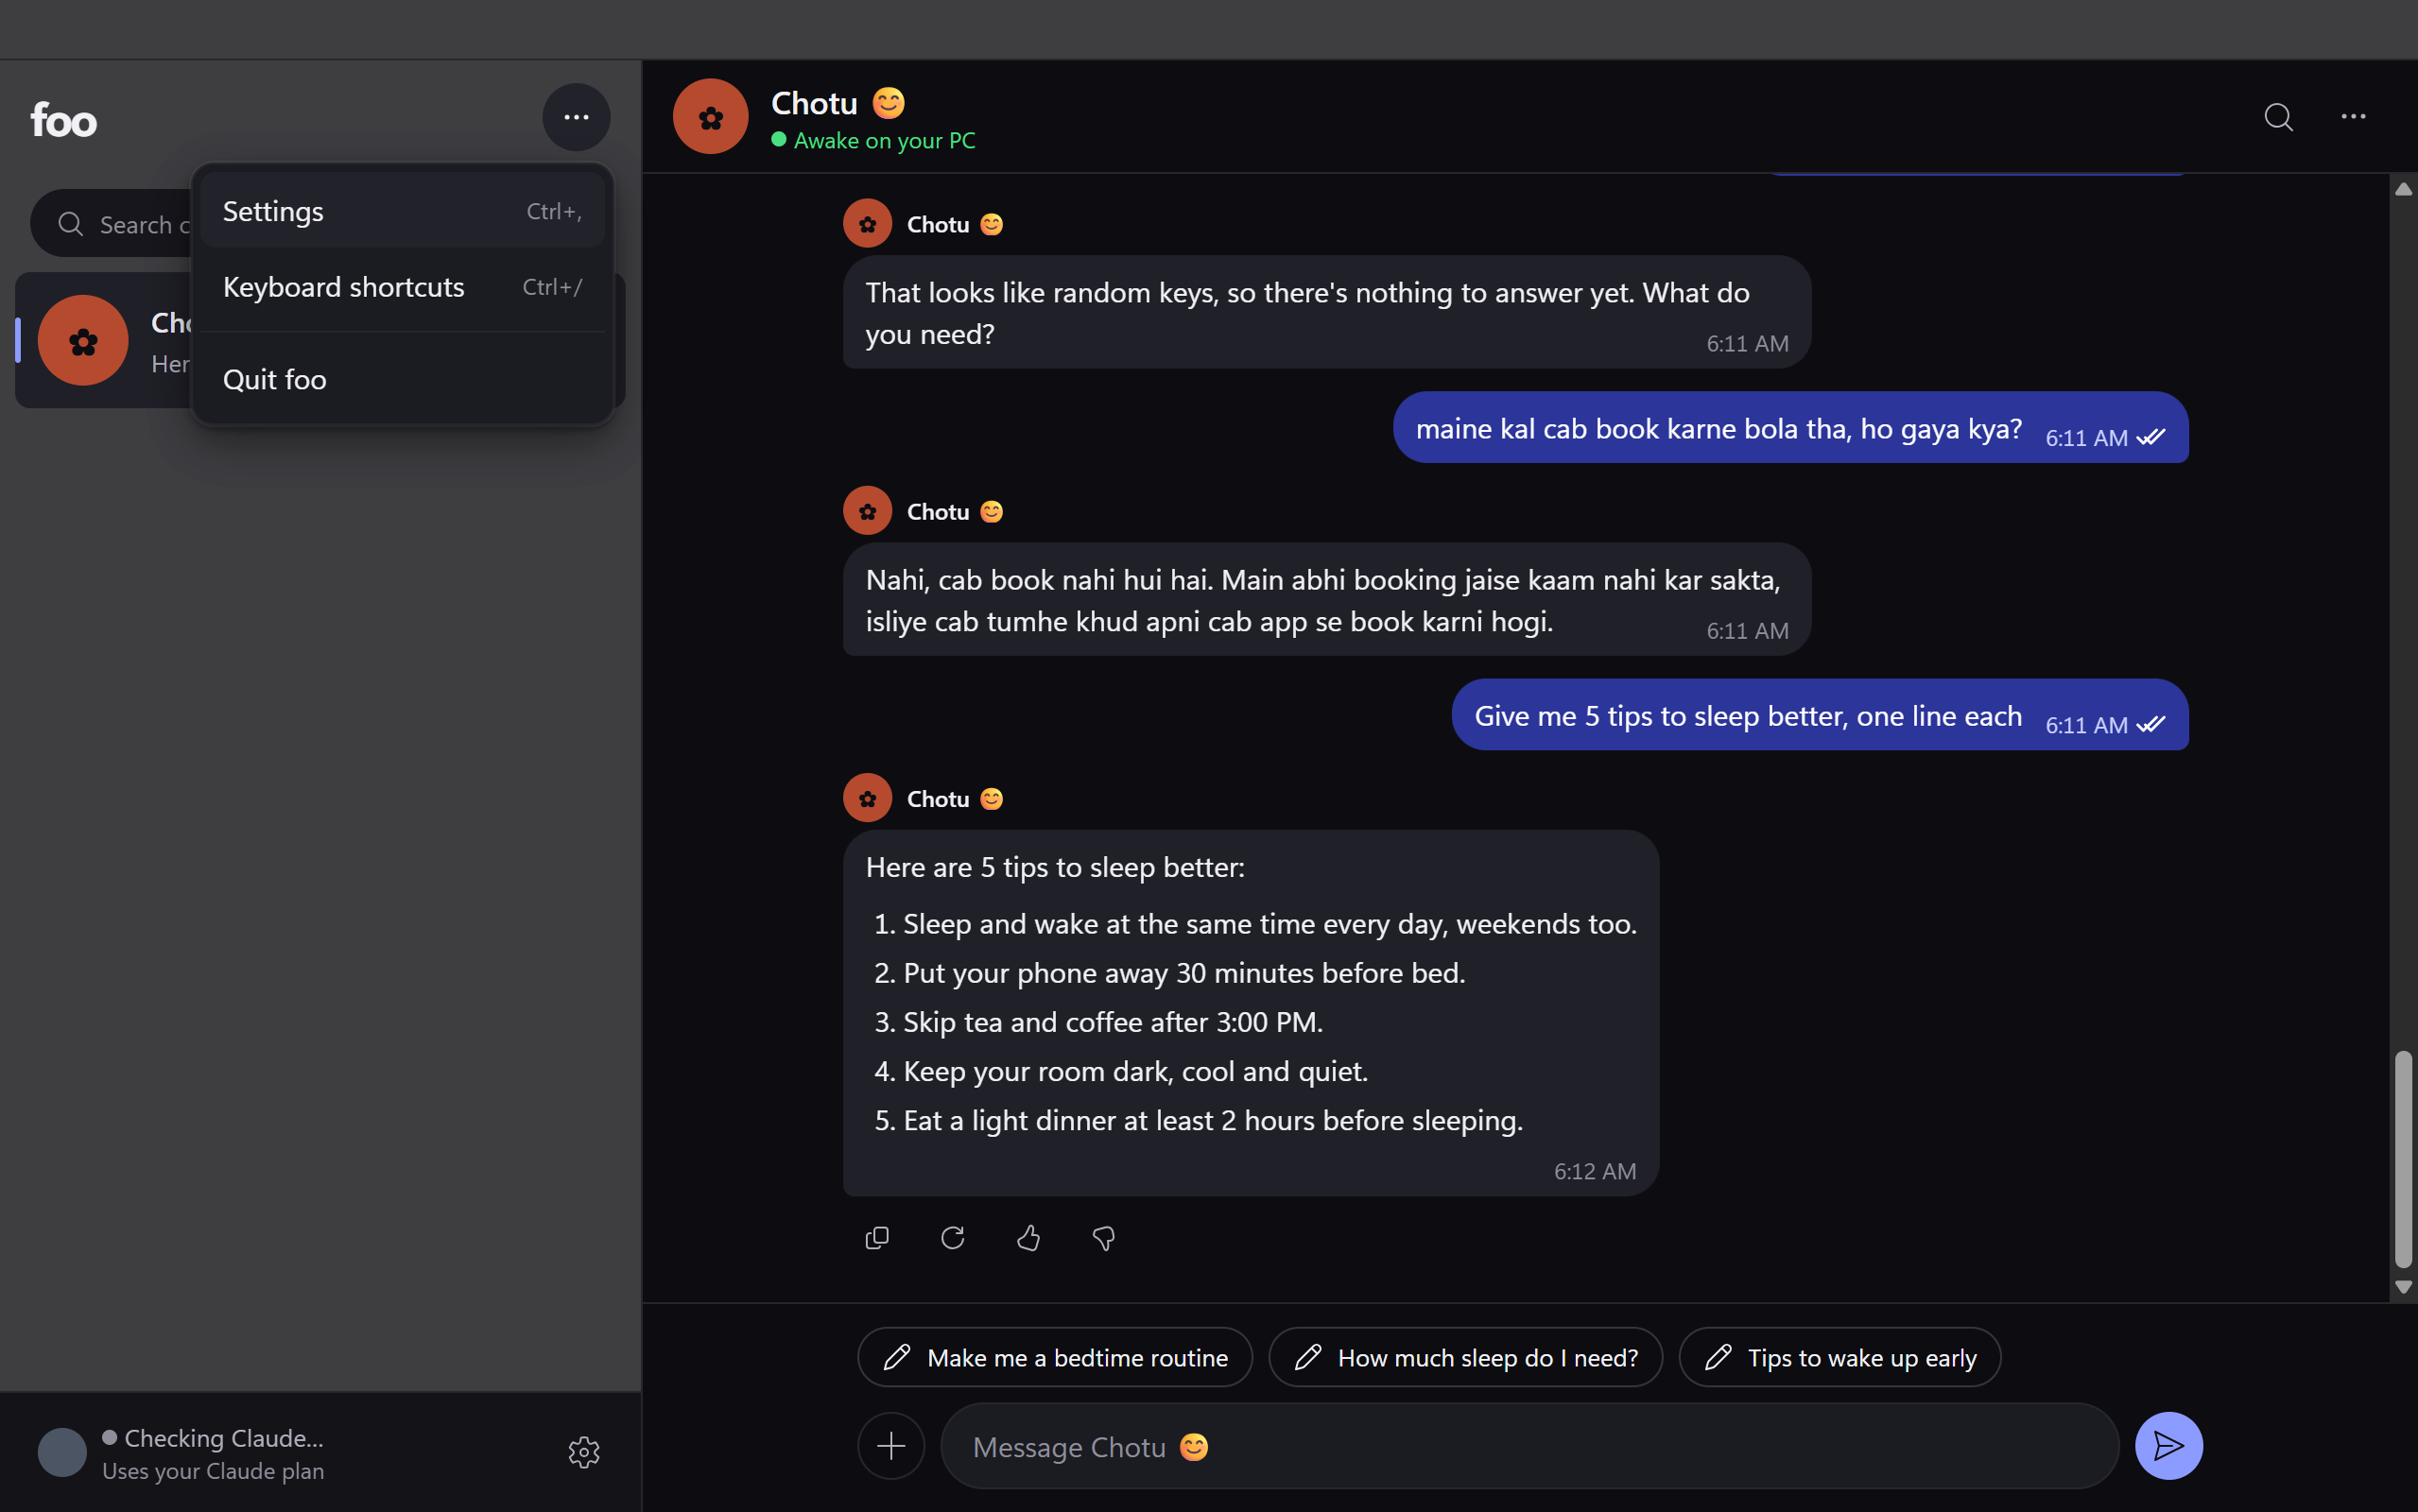 foo
Search c
Settings Ctrl+,
Keyboard shortcuts Ctrl+/
Quit foo
Cho
Her
Checking Claude...
Uses your Claude plan
Chotu 😊
Awake on your PC
Chotu 😊
That looks like random keys, so there's nothing to answer yet. What do
you need?
6:11 AM
maine kal cab book karne bola tha, ho gaya kya? 6:11 AM
Chotu 😊
Nahi, cab book nahi hui hai. Main abhi booking jaise kaam nahi kar sakta,
isliye cab tumhe khud apni cab app se book karni hogi.
6:11 AM
Give me 5 tips to sleep better, one line each 6:11 AM
Chotu 😊
Here are 5 tips to sleep better:
1. Sleep and wake at the same time every day, weekends too.
2. Put your phone away 30 minutes before bed.
3. Skip tea and coffee after 3:00 PM.
4. Keep your room dark, cool and quiet.
5. Eat a light dinner at least 2 hours before sleeping.
6:12 AM
Make me a bedtime routine
How much sleep do I need?
Tips to wake up early
Message Chotu 😊